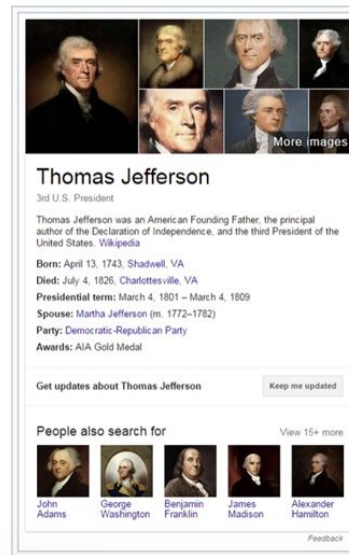 More images
Thomas Jefferson
3rd U.S. President
Thomas Jefferson was an American Founding Father, the principal
author of the Declaration of Independence, and the third President of the
United States. Wikipedia
Born: April 13, 1743, Shadwell, VA
Died: July 4, 1826, Charlottesville, VA
Presidential term: March 4, 1801 – March 4, 1809
Spouse: Martha Jefferson (m. 1772–1782)
Party: Democratic-Republican Party
Awards: AIA Gold Medal
Get updates about Thomas Jefferson Keep me updated
People also search for View 15+ more
John Adams
George Washington
Benjamin Franklin
James Madison
Alexander Hamilton
Feedback